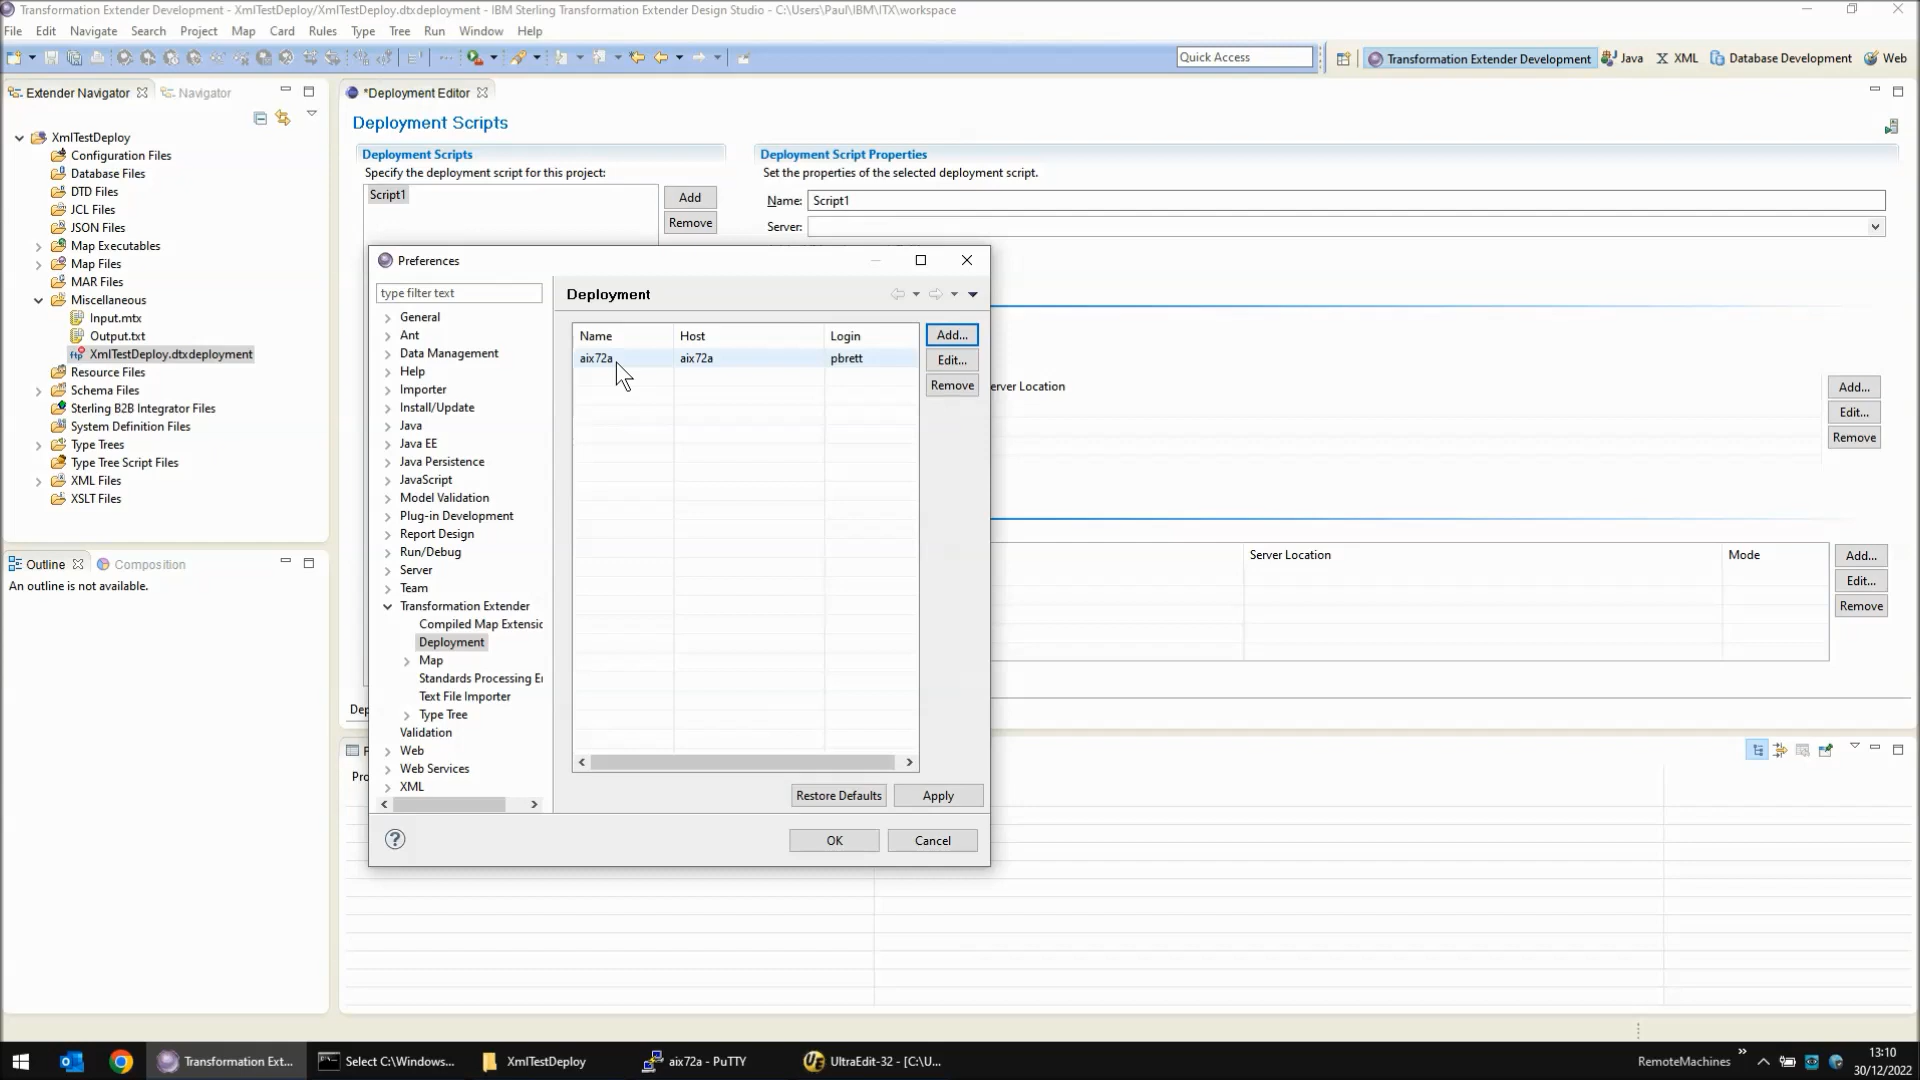 Transformation Extender Development - XmlTestDeploy/XmlTestDeploy.dtxdeployment - IBM Sterling Transformation Extender Design Studio - C:\Users\Paul\IBM\ITX\workspace
File Edit Navigate Search Project Map Card Rules Type Tree Run Window Help
Quick Access
Transformation Extender Development
Java
XML
Database Development
Web
Extender Navigator
Navigator
XmlTestDeploy
Configuration Files
Database Files
DTD Files
JCL Files
JSON Files
Map Executables
Map Files
MAR Files
Miscellaneous
Input.mtx
Output.txt
XmlTestDeploy.dtxdeployment
Resource Files
Schema Files
Sterling B2B Integrator Files
System Definition Files
Type Trees
Type Tree Script Files
XML Files
XSLT Files
Outline
Composition
An outline is not available.
*Deployment Editor
Deployment Scripts
Deployment Scripts
Specify the deployment script for this project:
Script1
Add
Remove
Deployment Script Properties
Set the properties of the selected deployment script.
Name: Script1
Server:
Server Location
Add...
Edit...
Remove
Server Location
Mode
Add...
Edit...
Remove
Preferences
type filter text
General
Ant
Data Management
Help
Importer
Install/Update
Java
Java EE
Java Persistence
JavaScript
Model Validation
Plug-in Development
Report Design
Run/Debug
Server
Team
Transformation Extender
Compiled Map Extensic
Deployment
Map
Standards Processing E
Text File Importer
Type Tree
Validation
Web
Web Services
XML
Deployment
Name Host Login
aix72a aix72a pbrett
Add...
Edit...
Remove
Restore Defaults
Apply
OK
Cancel
Transformation Ext...
Select C:\Windows...
XmlTestDeploy
aix72a - PuTTY
UltraEdit-32 - [C:\U...
RemoteMachines
13:10
30/12/2022